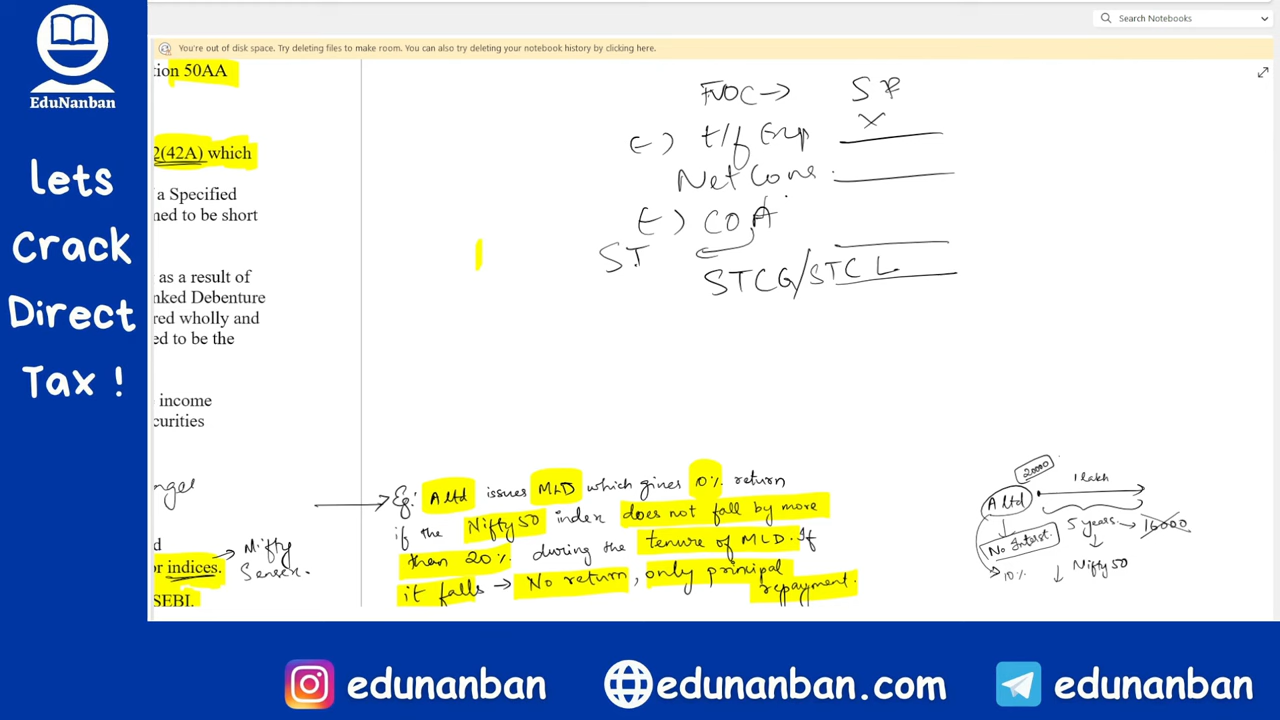 Search Notebooks
You're out of disk space. Try deleting files to make room. You can also try deleting your notebook history by clicking here.
EduNanban
lets
Crack
Direct
Tax !
tion 50AA
2(42A) which
a Specified
ned to be short
as a result of
nked Debenture
red wholly and
ed to be the
income
curities
or indices.
SEBI.
Nifty
Sensex.
FVOC →
(-) t/f Exp
Net Cons
(-) COA
ST
STCG/STCL
Eg: A ltd issues MLD which gives 10% return
if the Nifty50 index does not fall by more
than 20% during the tenure of MLD. If
it falls → No return, only principal
repayment.
20000
A ltd
1 lakh
5 years. → 10000
No Interst.
10%
↓ Nifty50
edunanban
edunanban.com
edunanban